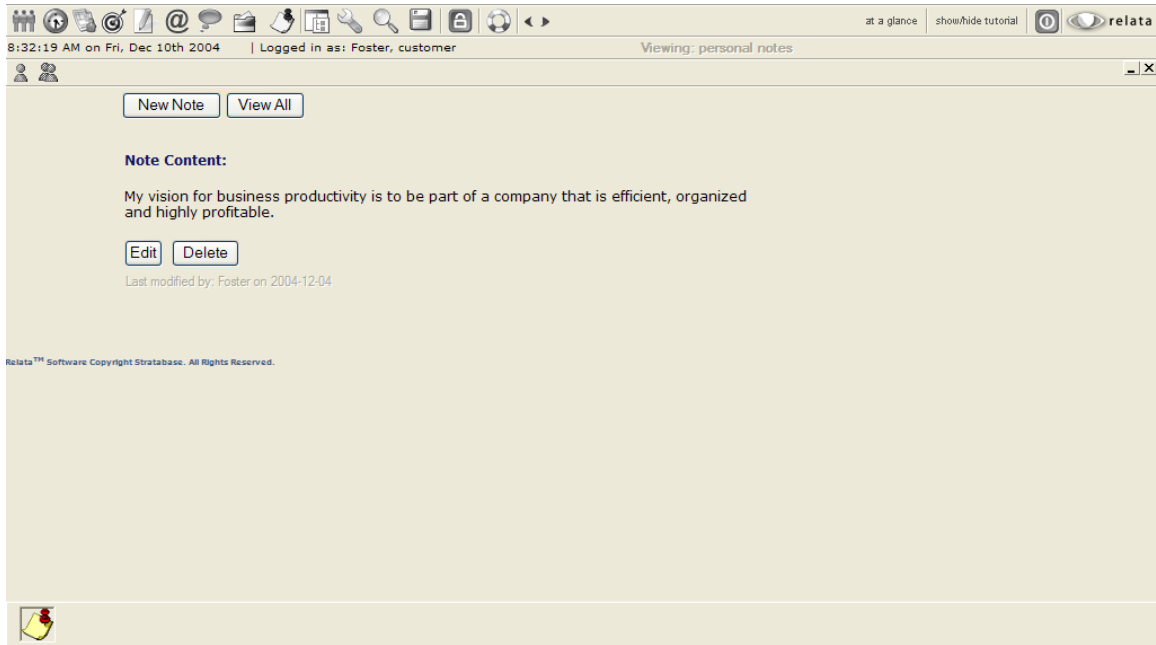 @
at a glance show/hide tutorial relata
8:32:19 AM on Fri, Dec 10th 2004 | Logged in as: Foster, customer Viewing: personal notes
New Note View All
Note Content:
My vision for business productivity is to be part of a company that is efficient, organized
and highly profitable.
Edit Delete
Last modified by: Foster on 2004-12-04
Relata™ Software Copyright Stratabase. All Rights Reserved.